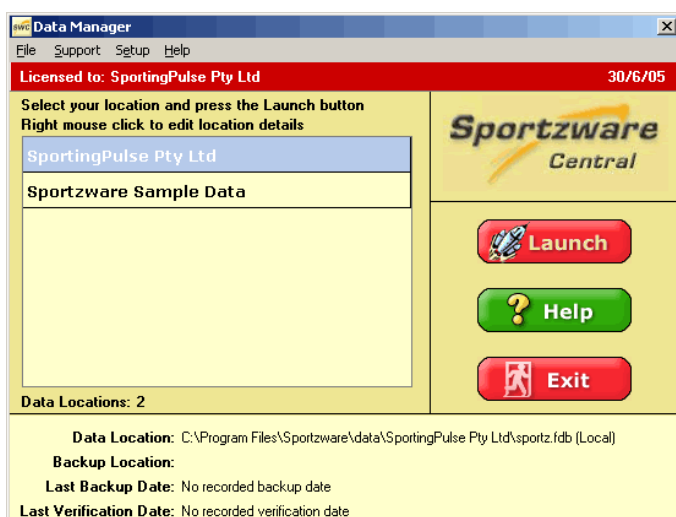 swc Data Manager
File Support Setup Help
Licensed to: SportingPulse Pty Ltd 30/6/05
Select your location and press the Launch button
Right mouse click to edit location details
SportingPulse Pty Ltd
Sportzware Sample Data
Data Locations: 2
Sportzware
Central
Launch
Help
Exit
Data Location: C:\Program Files\Sportzware\data\SportingPulse Pty Ltd\sportz.fdb (Local)
Backup Location:
Last Backup Date: No recorded backup date
Last Verification Date: No recorded verification date